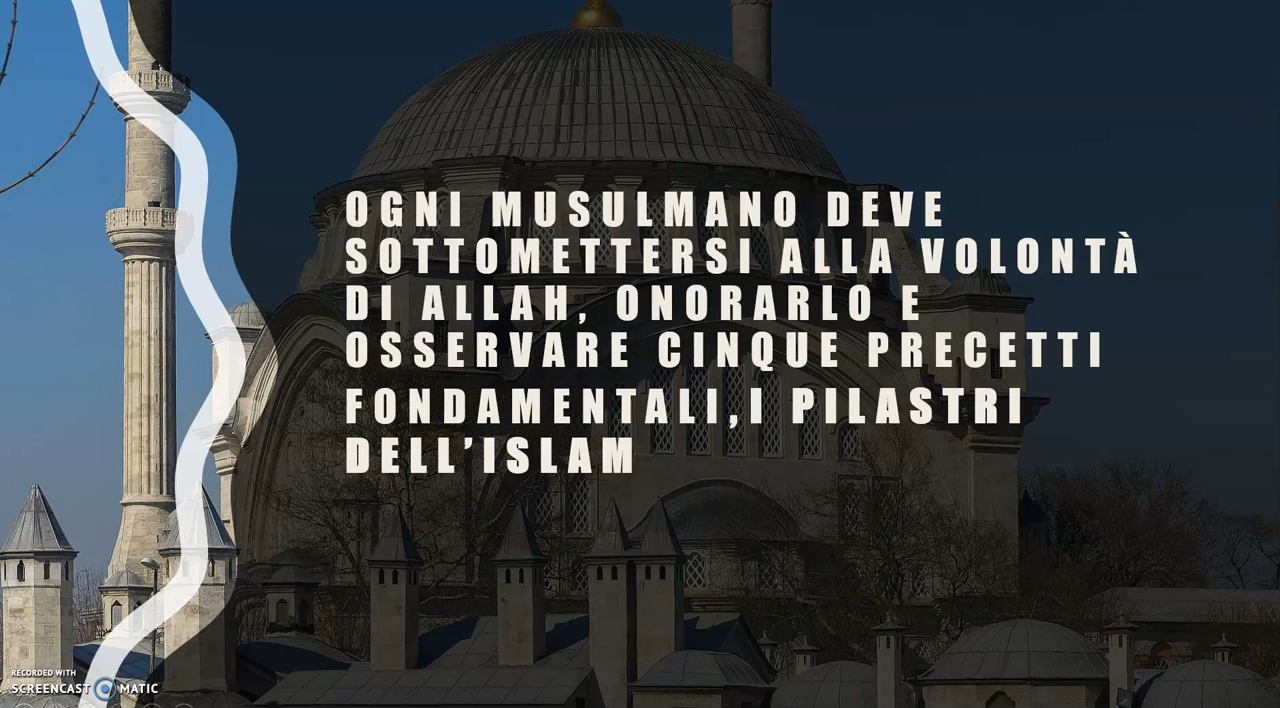 OGNI MUSULMANO DEVE
SOTTOMETTERSI ALLA VOLONTÀ
DI ALLAH, ONORARLO E
OSSERVARE CINQUE PRECETTI
FONDAMENTALI,I PILASTRI
DELL’ISLAM
RECORDED WITH
SCREENCAST MATIC